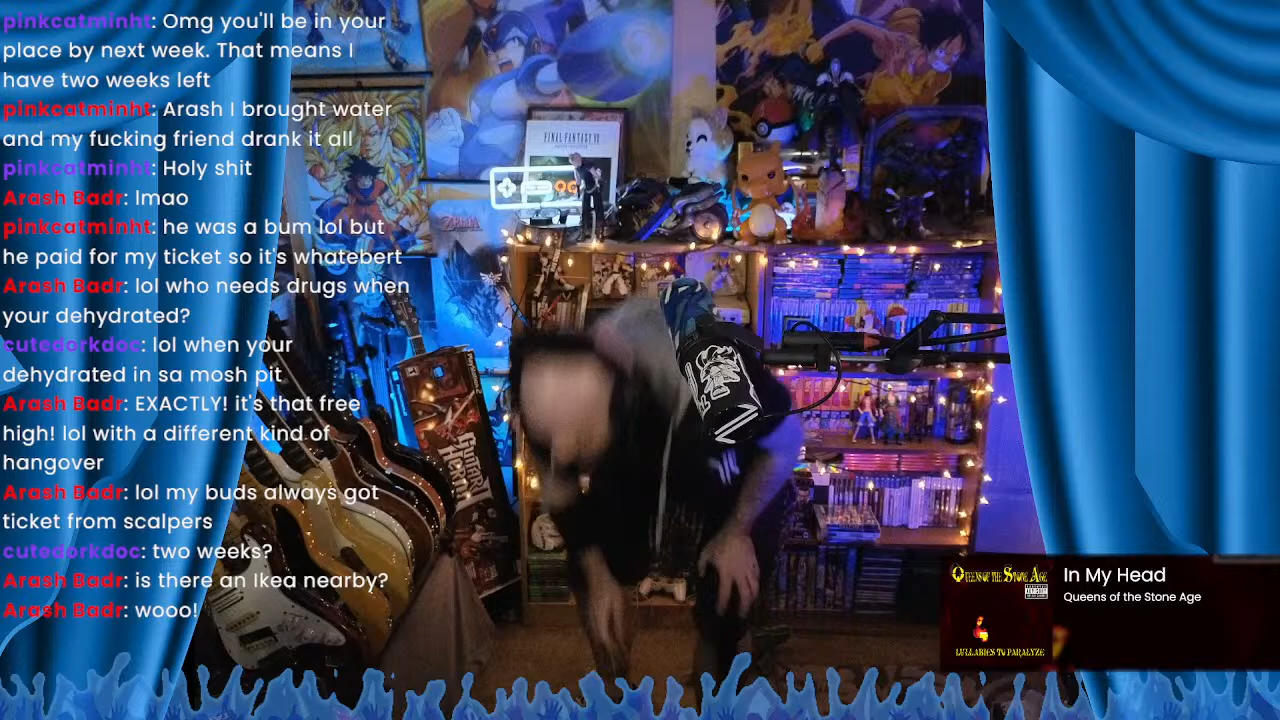 pinkcatminht: Omg you'll be in your
place by next week. That means I
have two weeks left
pinkcatminht: Arash I brought water
and my fucking friend drank it all
pinkcatminht: Holy shit
Arash Badr: lmao
pinkcatminht: he was a bum lol but
he paid for my ticket so it's whatebert
Arash Badr: lol who needs drugs when
your dehydrated?
cutedorkdoc: lol when your
dehydrated in sa mosh pit
Arash Badr: EXACTLY! it's that free
high! lol with a different kind of
hangover
Arash Badr: lol my buds always got
ticket from scalpers
cutedorkdoc: two weeks?
Arash Badr: is there an Ikea nearby?
Arash Badr: wooo!
FINAL FANTASY VII
ZELDA
GUITAR
HERO
QUEENS OF THE STONE AGE
LULLABIES TO PARALYZE
In My Head
Queens of the Stone Age